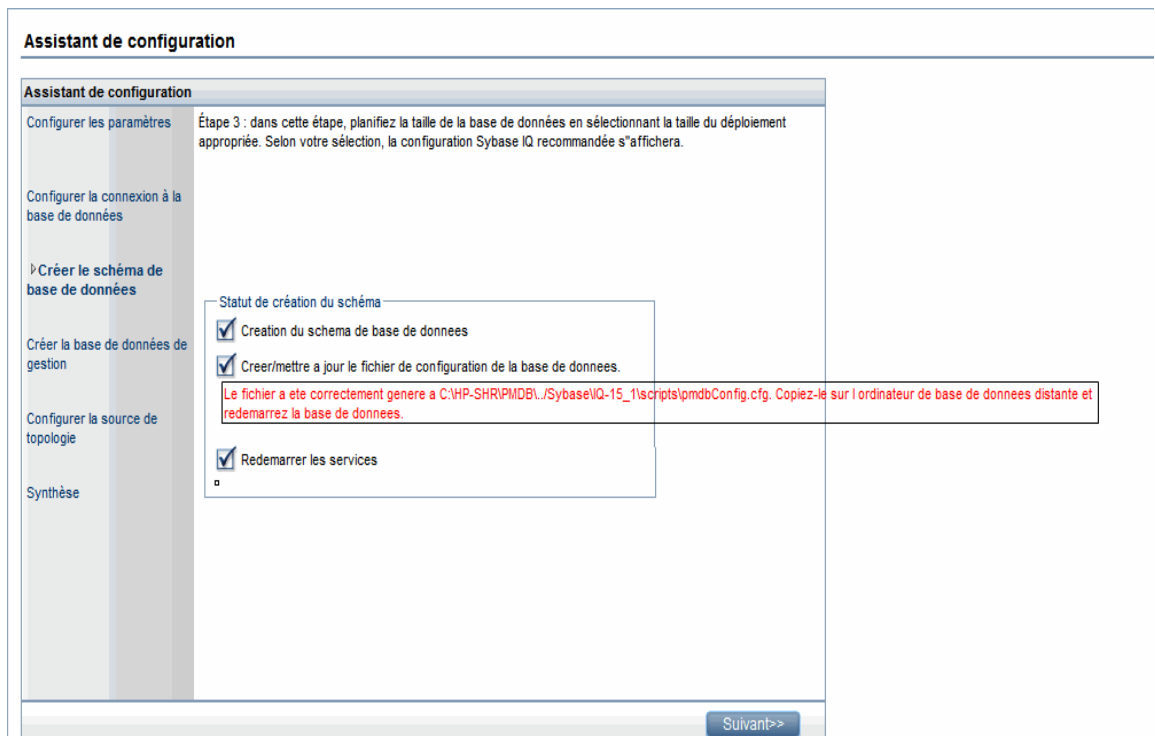 Assistant de configuration
Assistant de configuration
Configurer les paramètres
Configurer la connexion à la
base de données
▷Créer le schéma de
base de données
Créer la base de données de
gestion
Configurer la source de
topologie
Synthèse
Étape 3 : dans cette étape, planifiez la taille de la base de données en sélectionnant la taille du déploiement
appropriée. Selon votre sélection, la configuration Sybase IQ recommandée s"affichera.
Statut de création du schéma
Creation du schema de base de donnees
Creer/mettre a jour le fichier de configuration de la base de donnees.
Le fichier a ete correctement genere a C:\HP-SHR\PMDB\../Sybase\IQ-15_1\scripts\pmdbConfig.cfg. Copiez-le sur l ordinateur de base de donnees distante et
redemarrez la base de donnees.
Redemarrer les services
Suivant>>